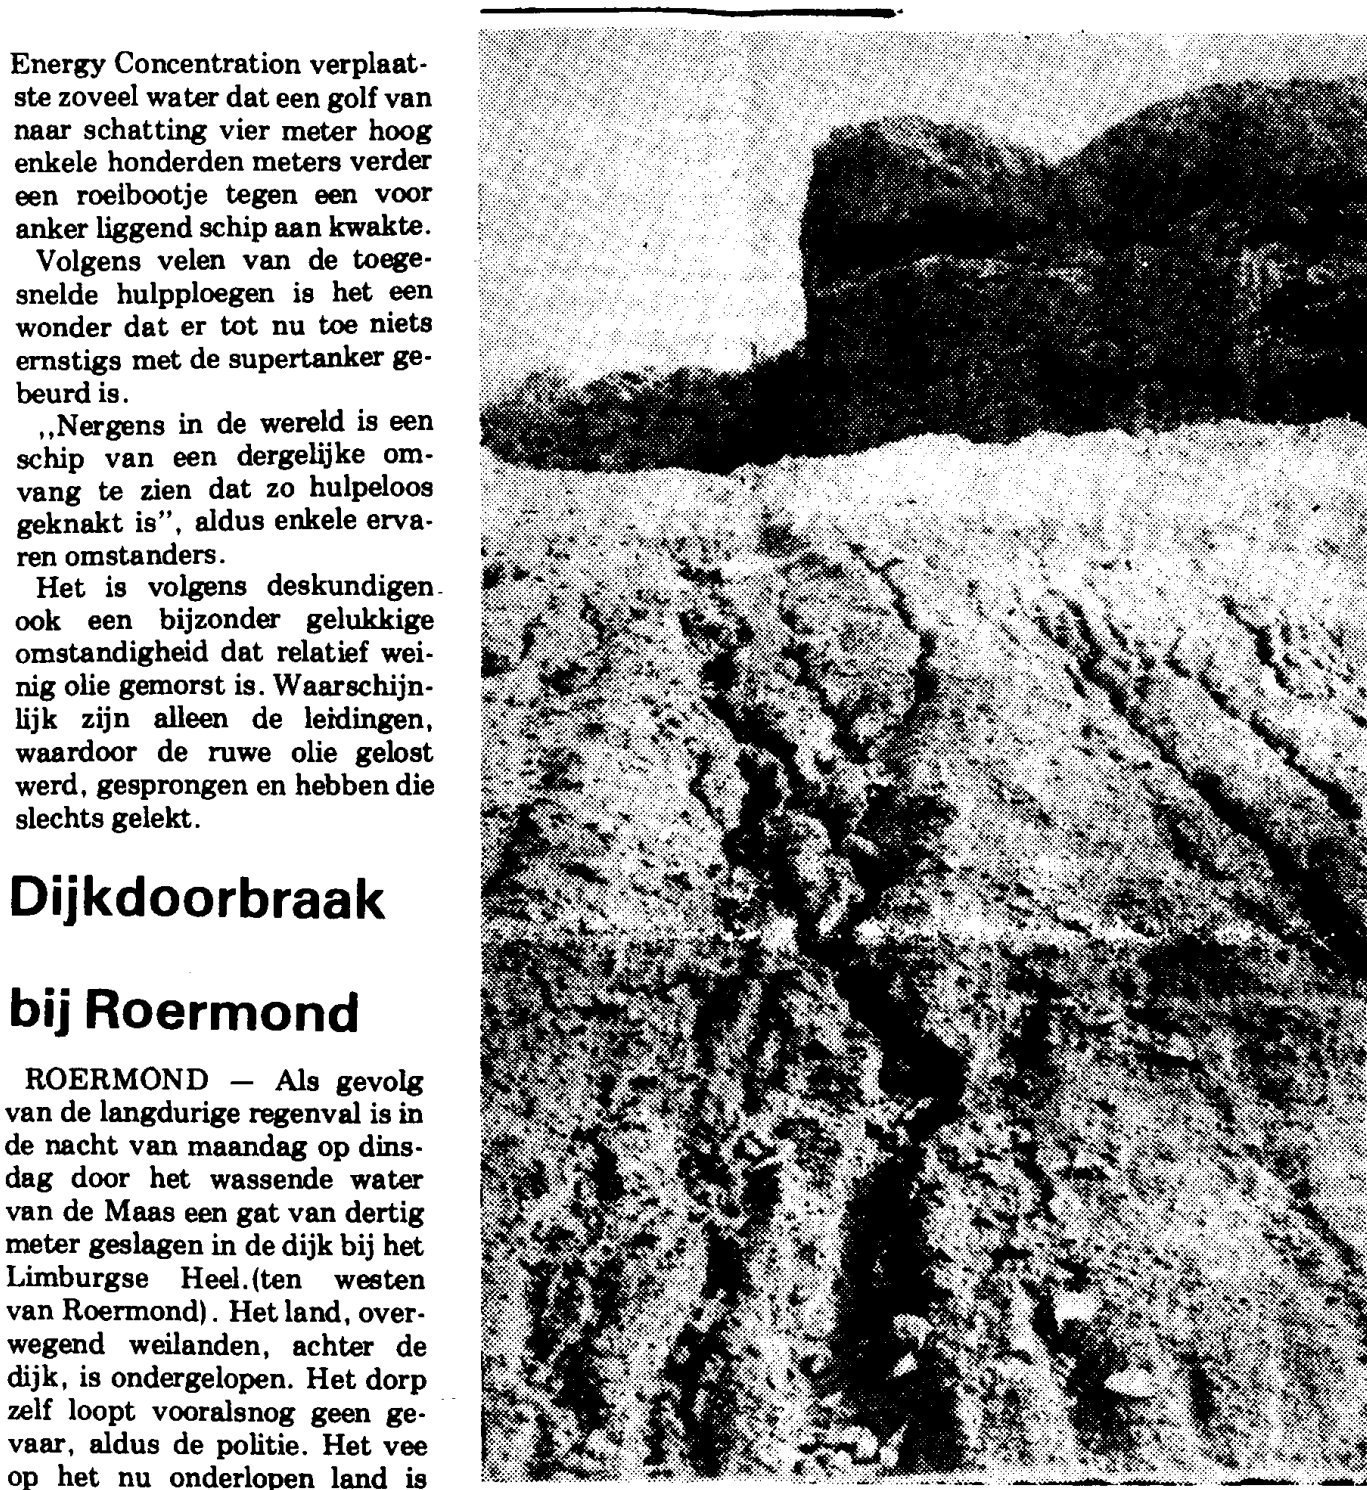 Energy Concentration verplaat-
ste zoveel water dat een golf van
naar schatting vier meter hoog
enkele honderden meters verder
een roeibootje tegen een voor
anker liggend schip aan kwakte.
Volgens velen van de toege-
snelde hulpploegen is het een
wonder dat er tot nu toe niets
ernstigs met de supertanker ge-
beurd is.
,,Nergens in de wereld is een
schip van een dergelijke om-
vang te zien dat zo hulpeloos
geknakt is”, aldus enkele erva-
ren omstanders.
Het is volgens deskundigen
ook een bijzonder gelukkige
omstandigheid dat relatief wei-
nig olie gemorst is. Waarschijn-
lijk zijn alleen de leidingen,
waardoor de ruwe olie gelost
werd, gesprongen en hebben die
slechts gelekt.
Dijkdoorbraak
bij Roermond
ROERMOND — Als gevolg
van de langdurige regenval is in
de nacht van maandag op dins-
dag door het wassende water
van de Maas een gat van dertig
meter geslagen in de dijk bij het
Limburgse Heel.(ten westen
van Roermond). Het land, over-
wegend weilanden, achter de
dijk, is ondergelopen. Het dorp
zelf loopt vooralsnog geen ge-
vaar, aldus de politie. Het vee
op het nu onderlopen land is